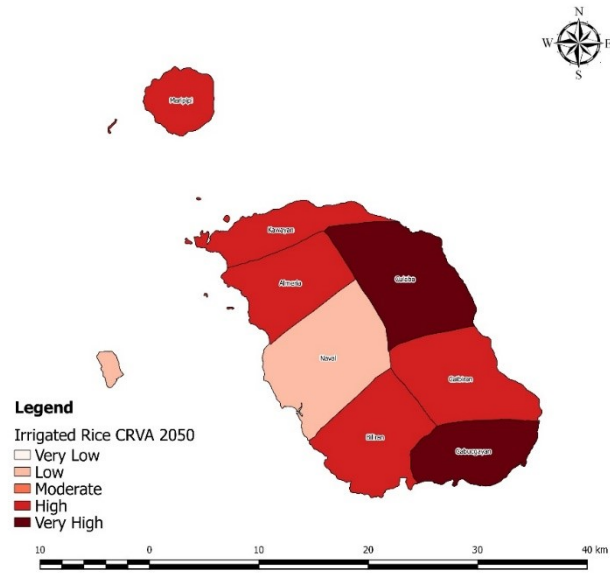 N
W E
S
Maripipi
Kawayan
Culaba
Almeria
Naval
Caibiran
Biliran
Cabucgayan
Legend
Irrigated Rice CRVA 2050
Very Low
Low
Moderate
High
Very High
10 0 10 20 30 40 km